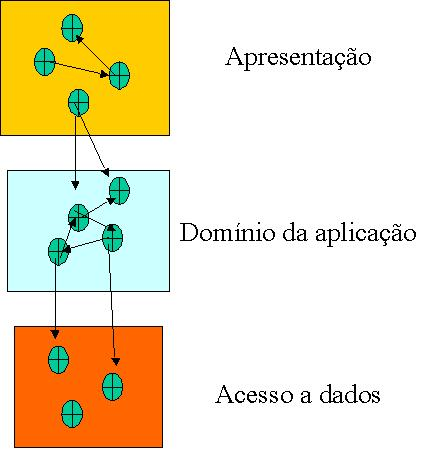 Apresentação
Domínio da aplicação
Acesso a dados